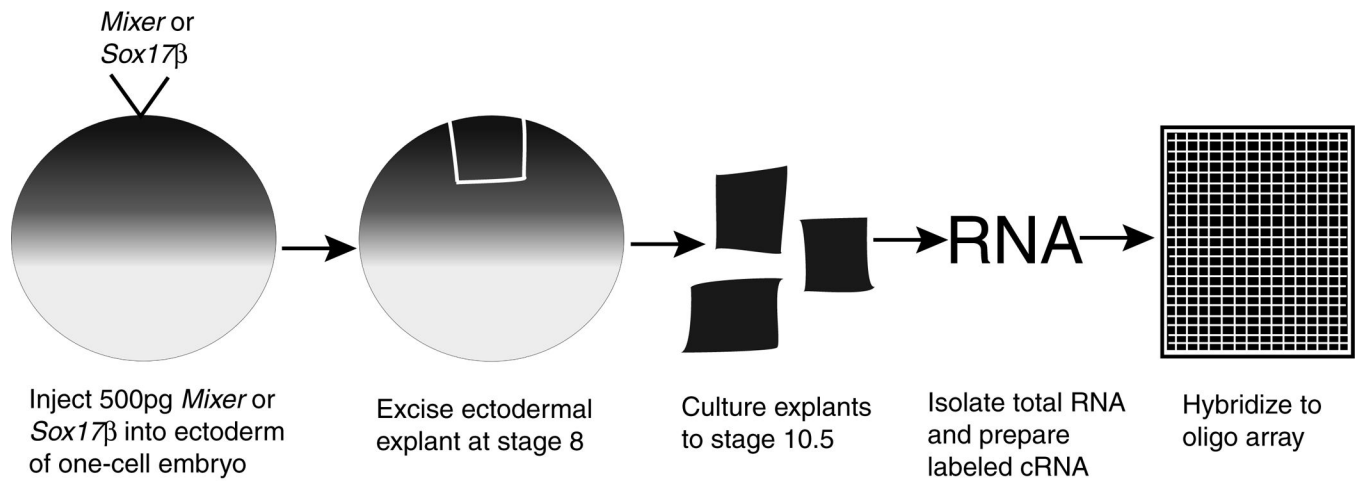 Mixer or
Sox17β
RNA
Inject 500pg Mixer or
Sox17β into ectoderm
of one-cell embryo
Excise ectodermal
explant at stage 8
Culture explants
to stage 10.5
Isolate total RNA
and prepare
labeled cRNA
Hybridize to
oligo array